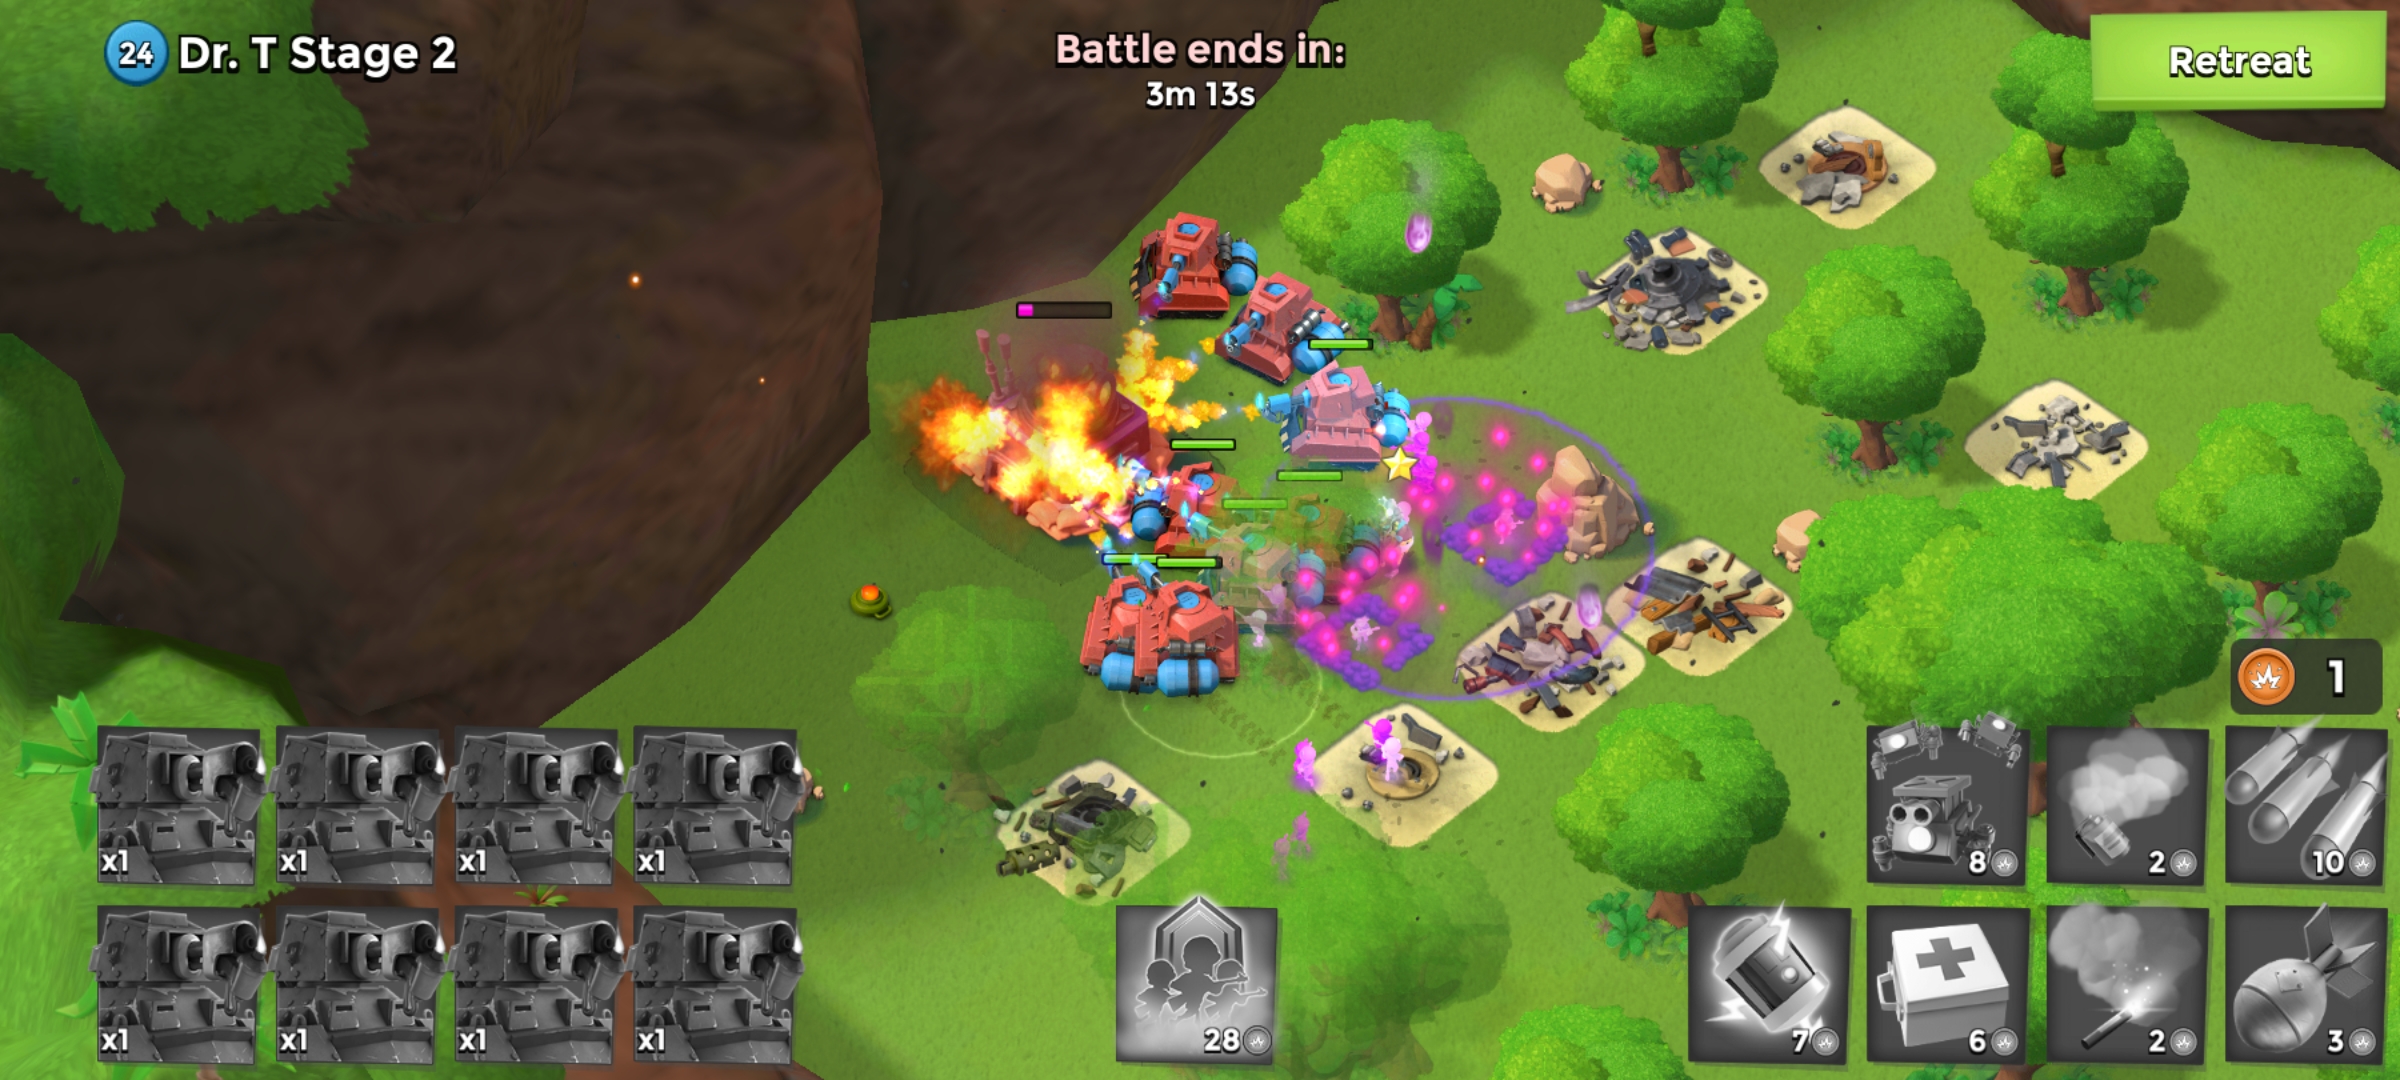 24 Dr. T Stage 2
Battle ends in:
3m 13s
Retreat
1
x1 x1 x1 x1
8 2 10
x1 x1 x1 x1
28 7 6 2 3